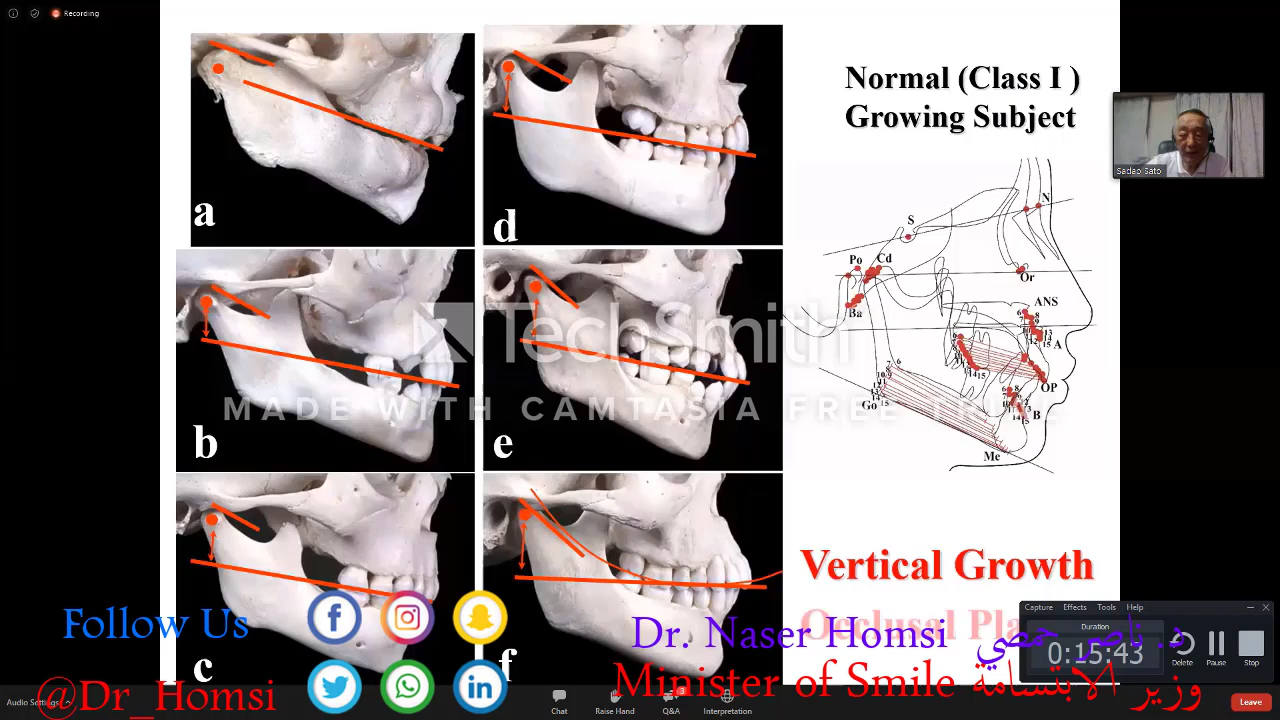 Recording
Normal (Class I )
Growing Subject
Sadao Sato
a
d
b
e
c
f
S
N
Po
Cd
Or
Ba
ANS
A
OP
Go
B
Me
TechSmith
MADE WITH CAMTASIA FREE
Vertical Growth
Follow Us
@Dr_Homsi
Dr. Naser Homsi د. ناصر حمصي
Minister of Smile وزير الابتسامة
Capture Effects Tools Help
Duration
0:15:43
Delete
Pause
Stop
Audio Settings
Chat
Raise Hand
Q&A
Interpretation
Leave